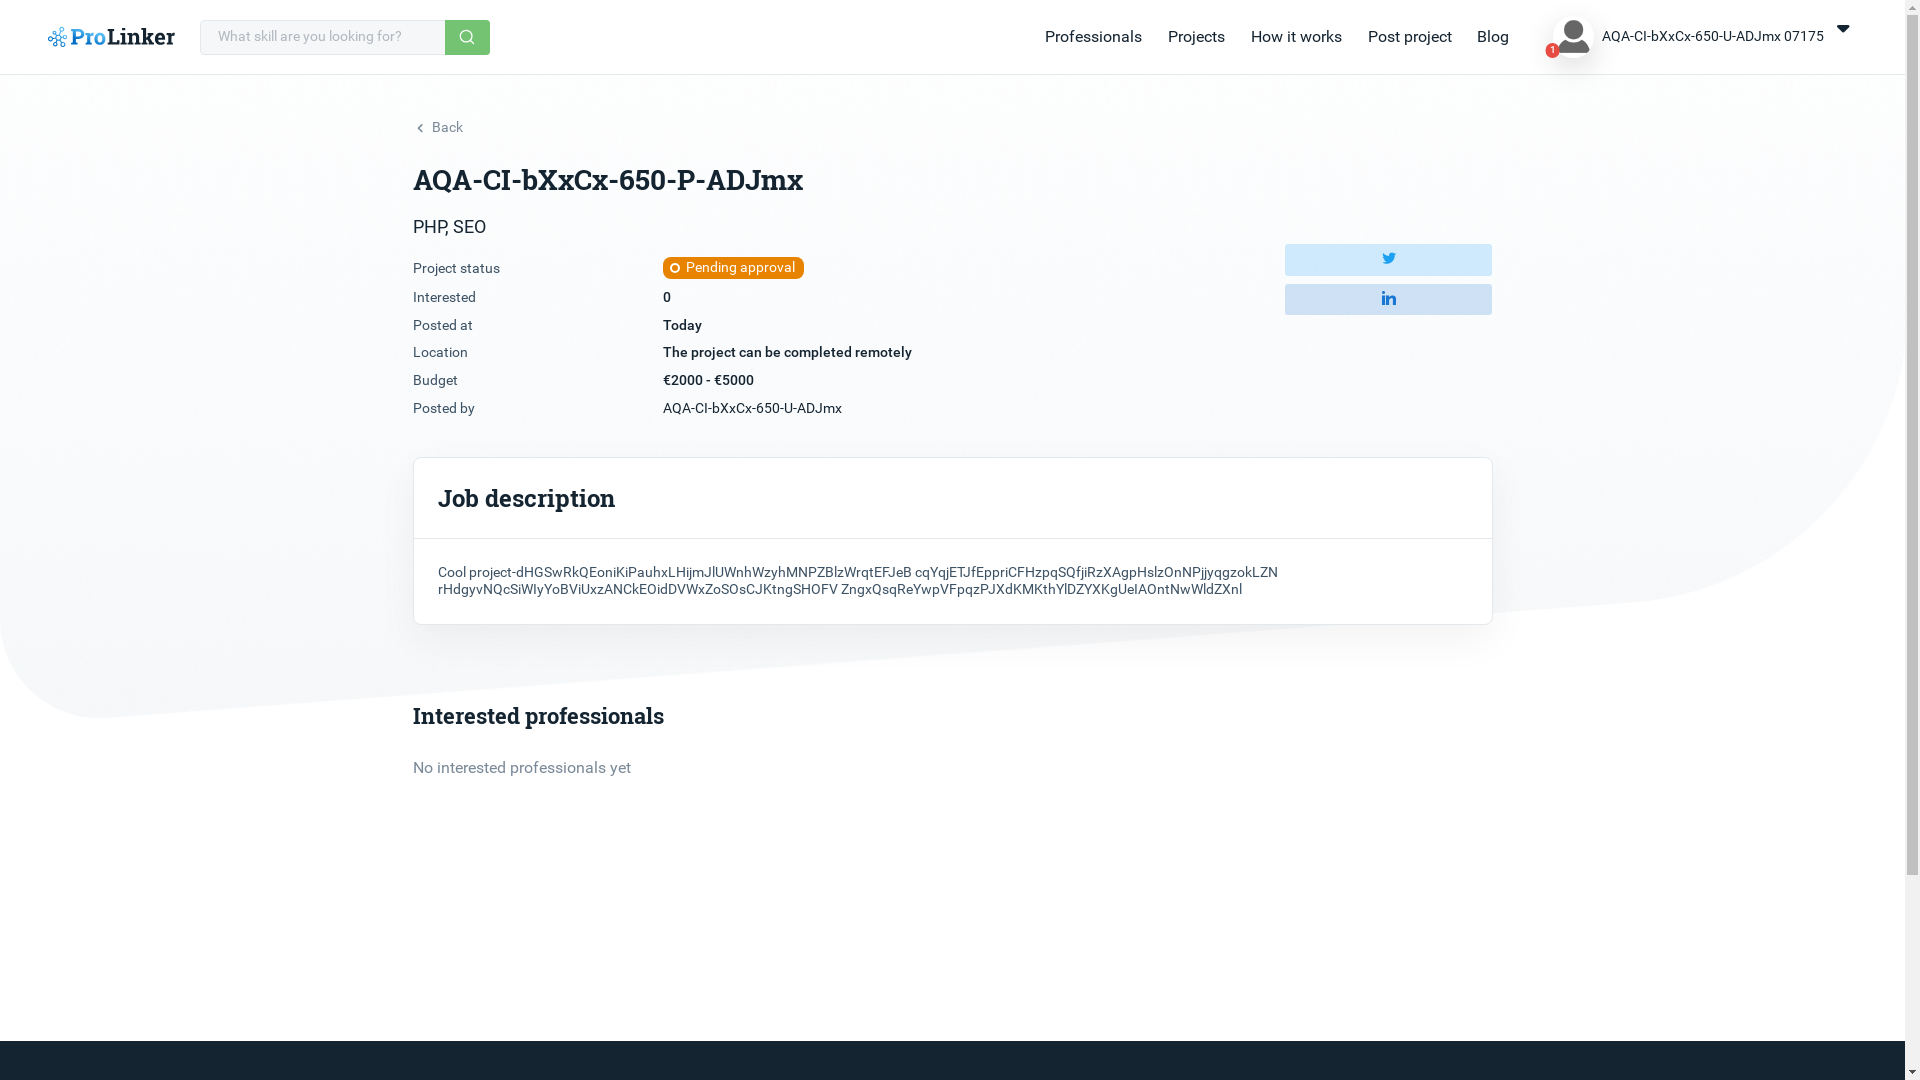 ProLinker
What skill are you looking for?
Professionals
Projects
How it works
Post project
Blog
1
AQA-CI-bXxCx-650-U-ADJmx 07175
Back
AQA-CI-bXxCx-650-P-ADJmx
PHP, SEO
Project status Pending approval
Interested 0
Posted at Today
Location The project can be completed remotely
Budget €2000 - €5000
Posted by AQA-CI-bXxCx-650-U-ADJmx
Job description
Cool project-dHGSwRkQEoniKiPauhxLHijmJlUWnhWzyhMNPZBlzWrqtEFJeB cqYqjETJfEppriCFHzpqSQfjiRzXAgpHslzOnNPjjyqgzokLZN
rHdgyvNQcSiWIyYoBViUxzANCkEOidDVWxZoSOsCJKtngSHOFV ZngxQsqReYwpVFpqzPJXdKMKthYlDZYXKgUeIAOntNwWldZXnl
Interested professionals
No interested professionals yet